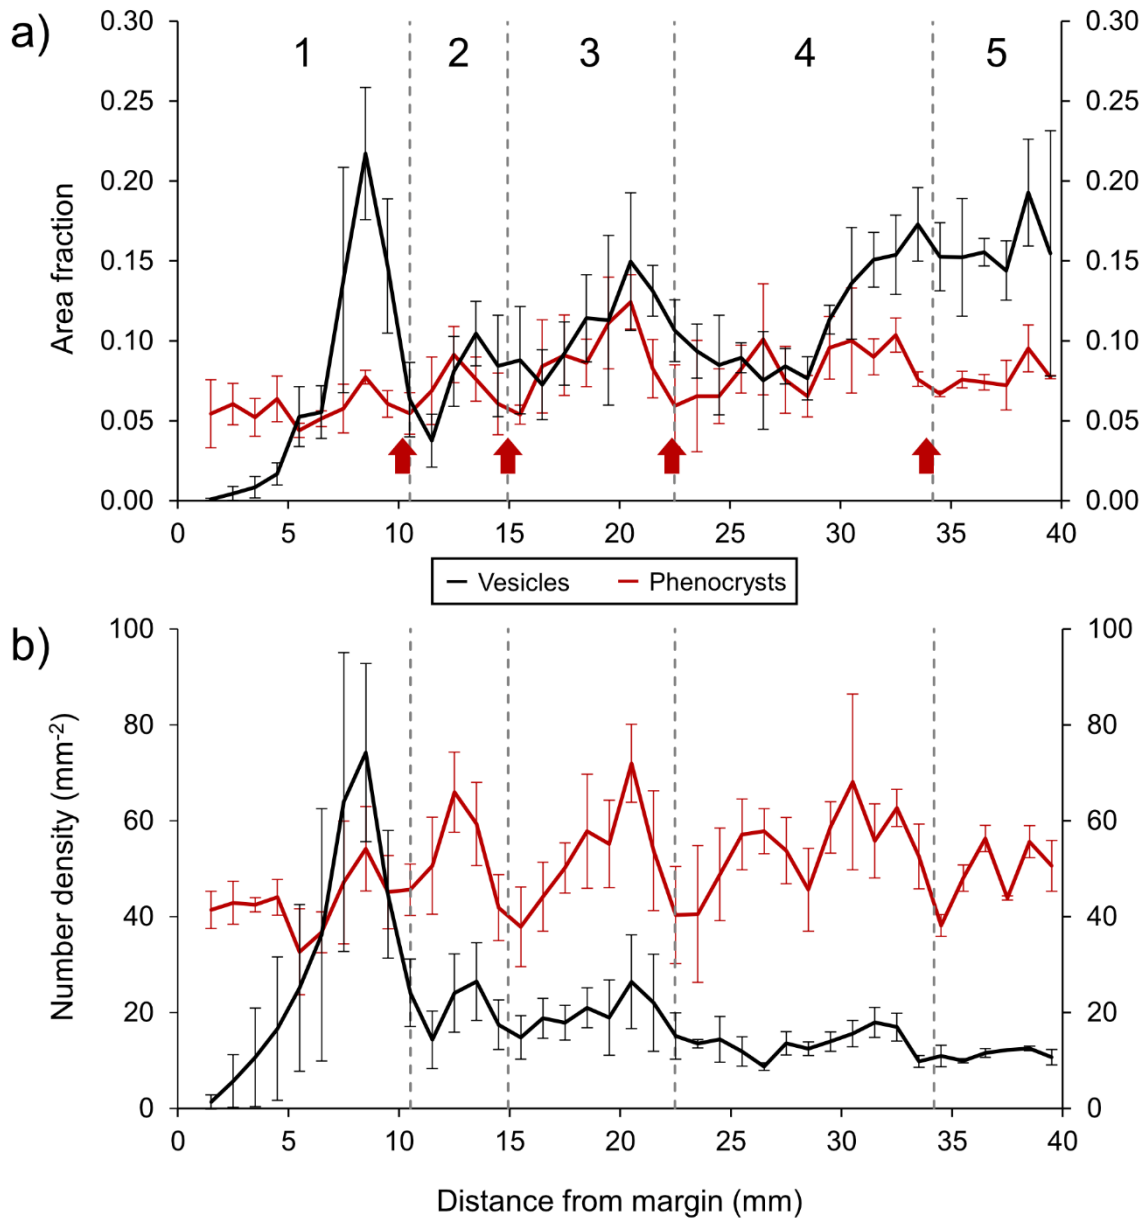 a)
1 2 3 4 5
0.30 0.30
0.25 0.25
0.20 0.20
0.15 0.15
0.10 0.10
0.05 0.05
0.00 0.00
Area fraction
0 5 10 15 20 25 30 35 40
Vesicles Phenocrysts
b)
100 100
80 80
60 60
40 40
20 20
0 0
Number density (mm⁻²)
0 5 10 15 20 25 30 35 40
Distance from margin (mm)